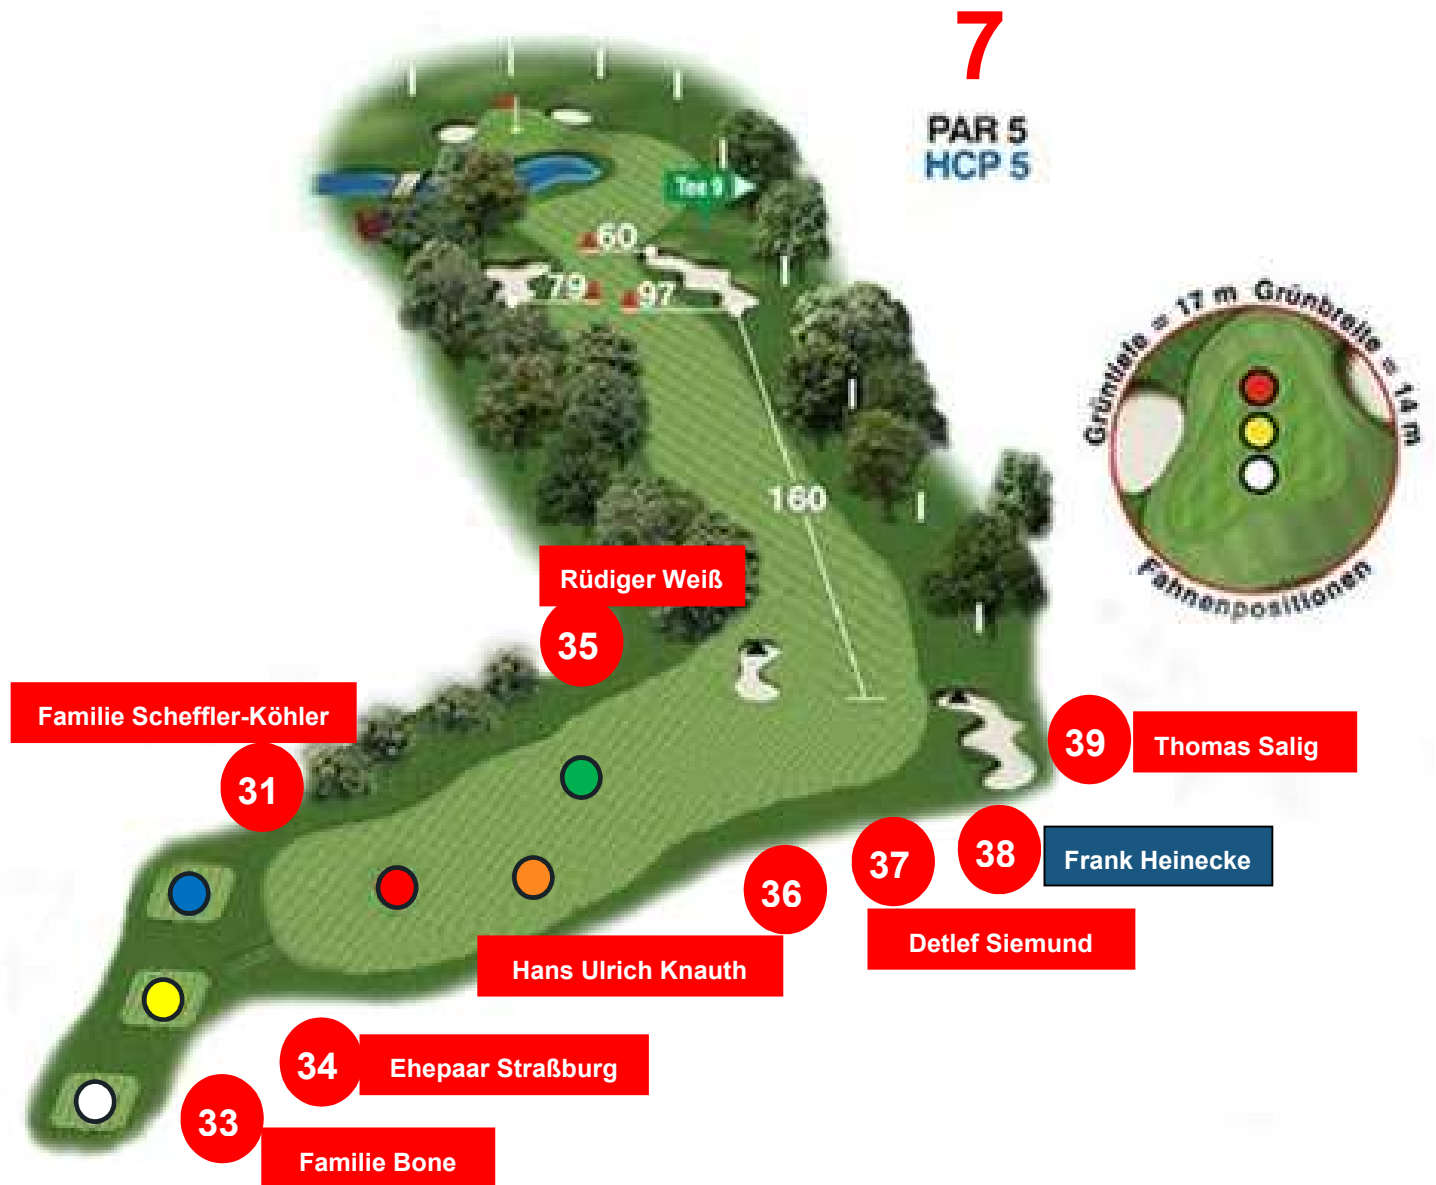 7
PAR 5
HCP 5
Tee 9
60
79
97
Grüntiefe = 17 m Grünbreite = 14 m
160
Fahnenpositionen
Rüdiger Weiß
35
Familie Scheffler-Köhler
31
39
Thomas Salig
38
Frank Heinecke
37
36
Detlef Siemund
Hans Ulrich Knauth
34
Ehepaar Straßburg
33
Familie Bone